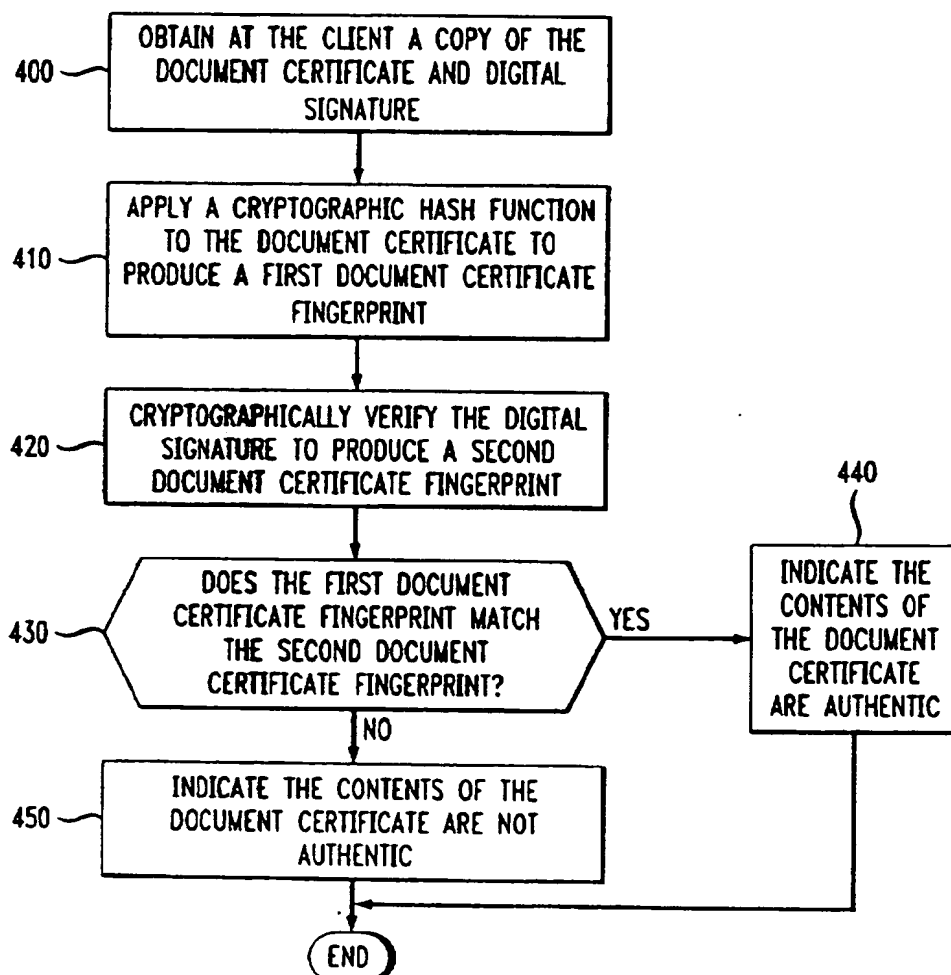 400
OBTAIN AT THE CLIENT A COPY OF THE
DOCUMENT CERTIFICATE AND DIGITAL
SIGNATURE
410
APPLY A CRYPTOGRAPHIC HASH FUNCTION
TO THE DOCUMENT CERTIFICATE TO
PRODUCE A FIRST DOCUMENT CERTIFICATE
FINGERPRINT
420
CRYPTOGRAPHICALLY VERIFY THE DIGITAL
SIGNATURE TO PRODUCE A SECOND
DOCUMENT CERTIFICATE FINGERPRINT
430
DOES THE FIRST DOCUMENT
CERTIFICATE FINGERPRINT MATCH
THE SECOND DOCUMENT
CERTIFICATE FINGERPRINT?
YES
440
INDICATE THE
CONTENTS OF
THE DOCUMENT
CERTIFICATE
ARE AUTHENTIC
NO
450
INDICATE THE CONTENTS OF THE
DOCUMENT CERTIFICATE ARE NOT
AUTHENTIC
END